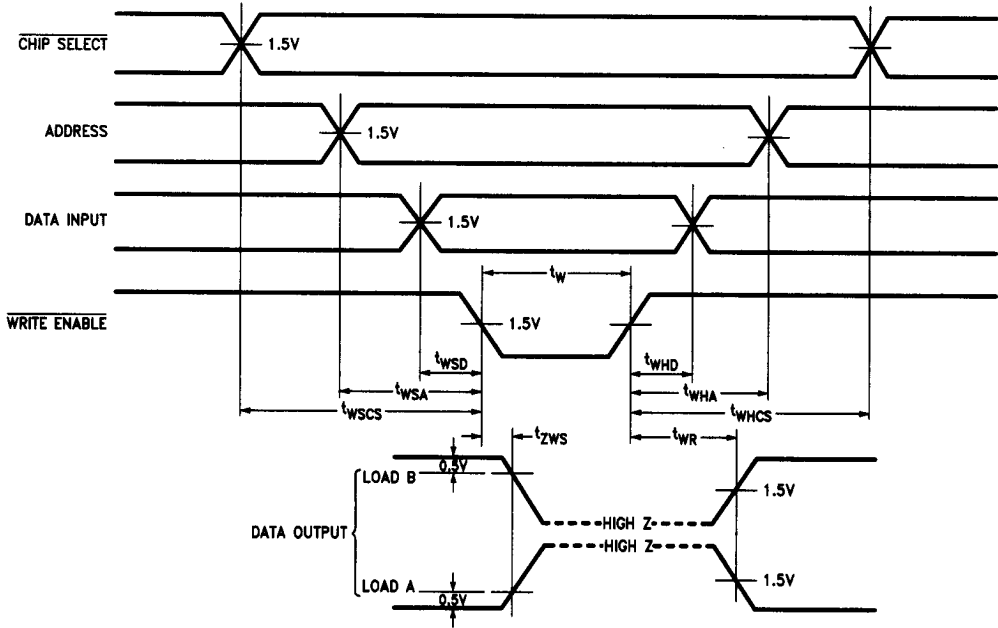 CHIP SELECT
1.5V
ADDRESS
1.5V
DATA INPUT
1.5V
tW
WRITE ENABLE
1.5V
tWSD
tWHD
tWSA
tWHA
tWSCS
tWHCS
tZWS
tWR
0.5V
LOAD B
1.5V
HIGH Z
DATA OUTPUT
HIGH Z
LOAD A
1.5V
0.5V